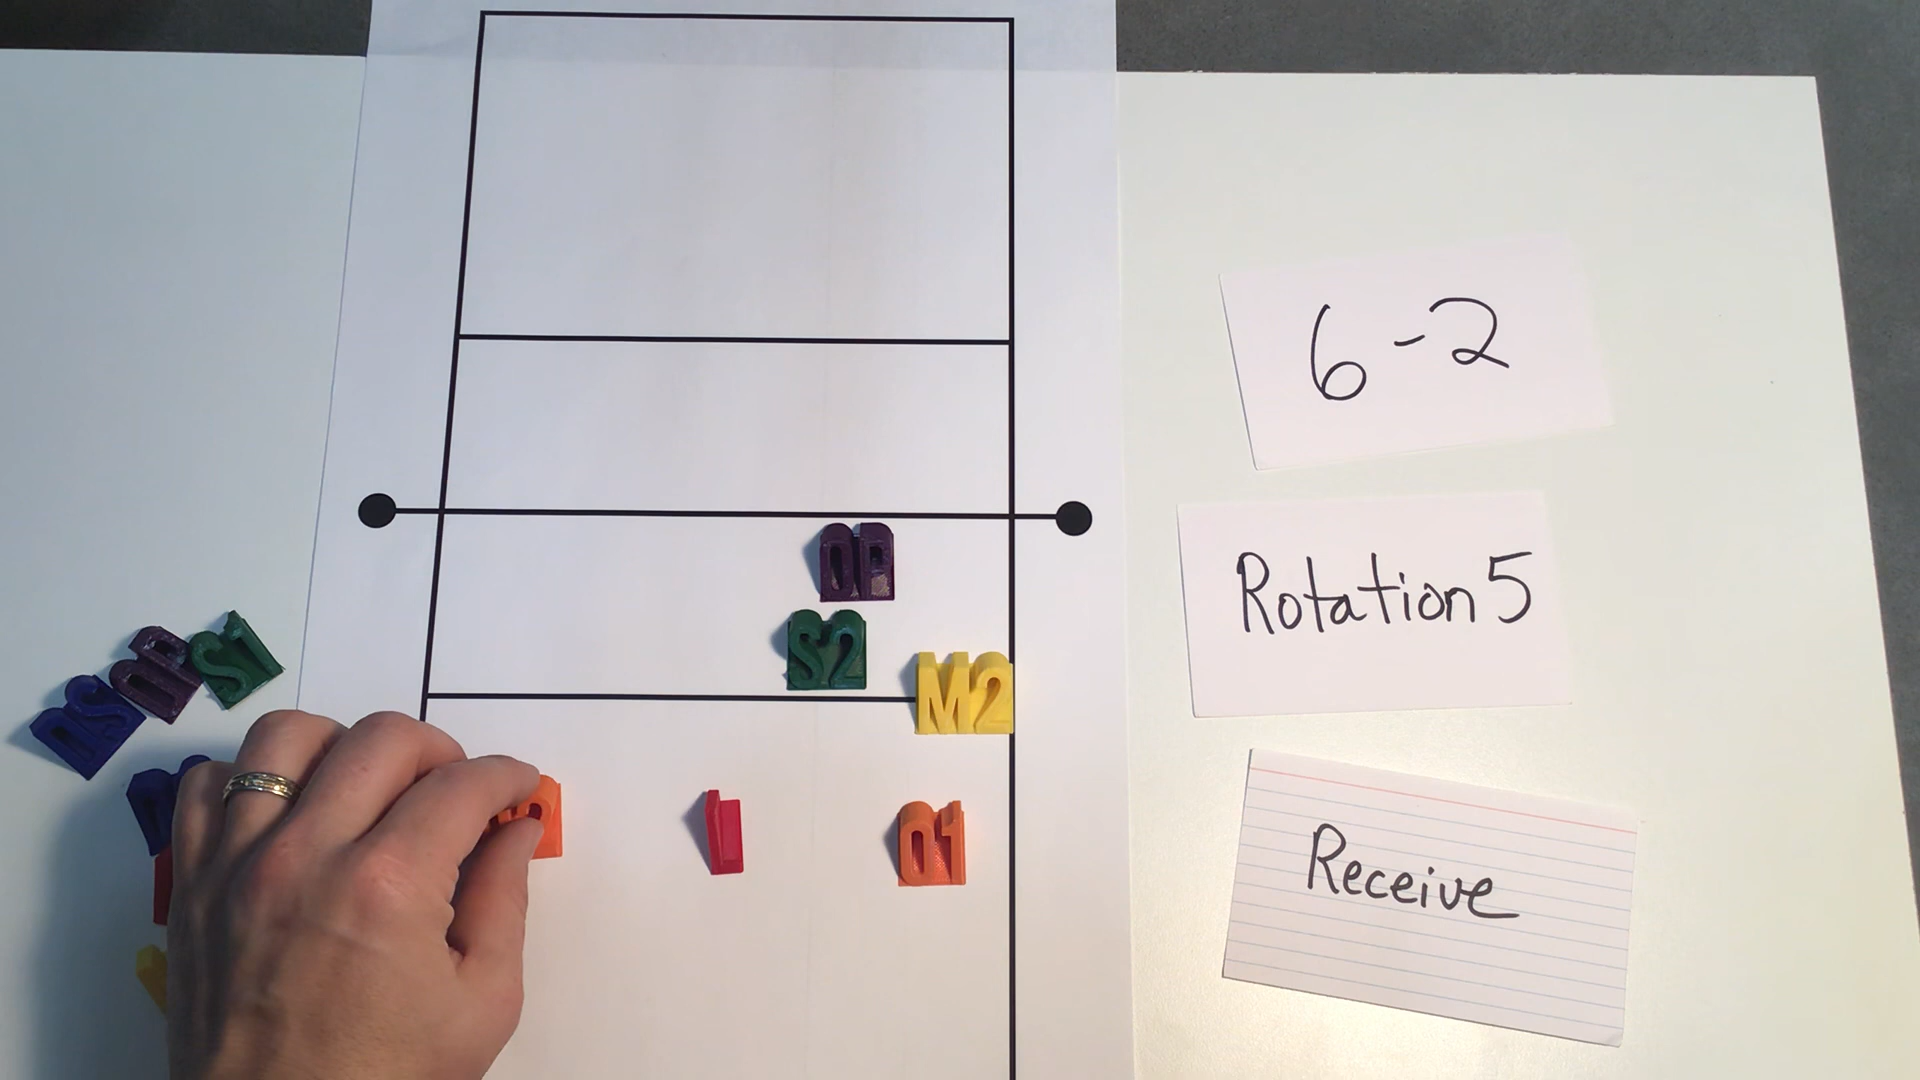 6-2
OP
Rotation 5
S2
S1
OP
M2
DS
O1
L
Receive